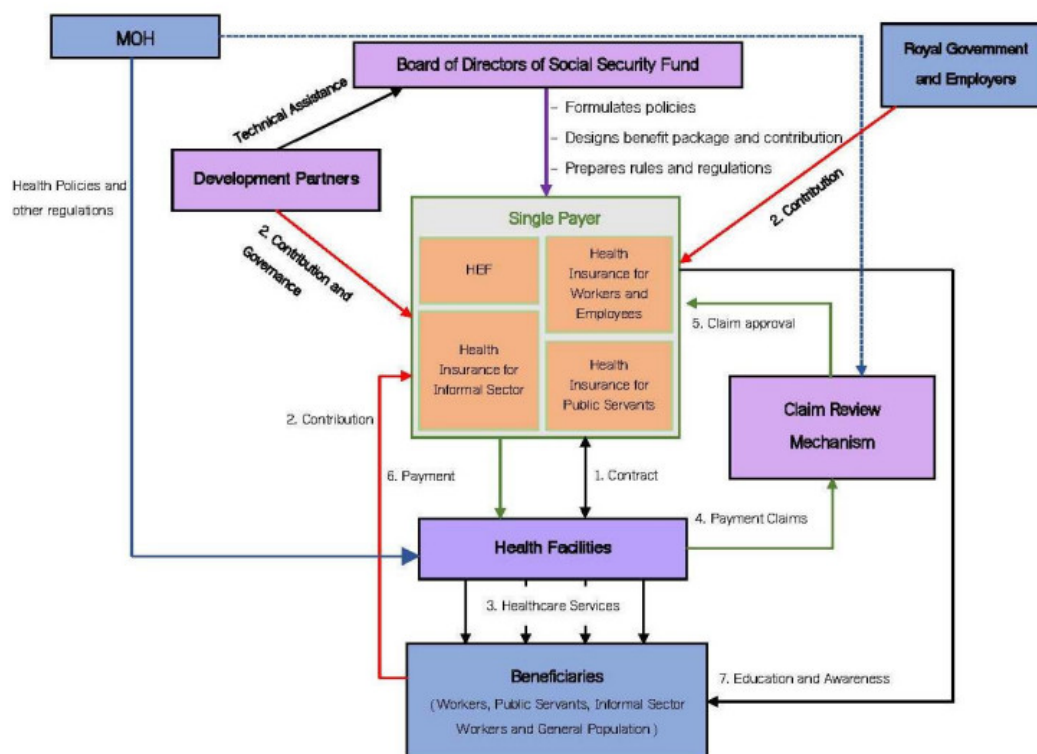 MOH
Royal Government
and Employers
Board of Directors of Social Security Fund
Technical Assistance
– Formulates policies
– Designs benefit package and contribution
– Prepares rules and regulations
Development Partners
Health Policies and
other regulations
2. Contribution
2. Contribution and
Governance
Single Payer
HEF
Health
Insurance for
Workers and
Employees
Health
Insurance for
Informal Sector
Health
Insurance for
Public Servants
5. Claim approval
Claim Review
Mechanism
2. Contribution
6. Payment
1. Contract
4. Payment Claims
Health Facilities
3. Healthcare Services
Beneficiaries
( Workers, Public Servants, Informal Sector
Workers and General Population )
7. Education and Awareness